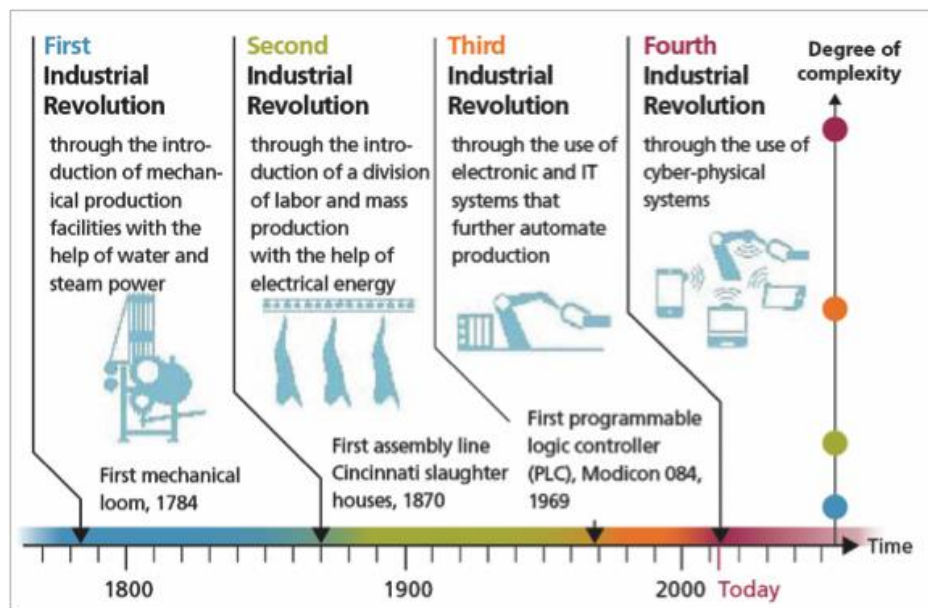 First
Industrial
Revolution
through the intro-
duction of mechan-
ical production
facilities with the
help of water and
steam power
First mechanical
loom, 1784
Second
Industrial
Revolution
through the intro-
duction of a division
of labor and mass
production
with the help of
electrical energy
First assembly line
Cincinnati slaughter
houses, 1870
Third
Industrial
Revolution
through the use of
electronic and IT
systems that
further automate
production
First programmable
logic controller
(PLC), Modicon 084,
1969
Fourth
Industrial
Revolution
through the use of
cyber-physical
systems
Degree of
complexity
Time
1800
1900
2000 Today